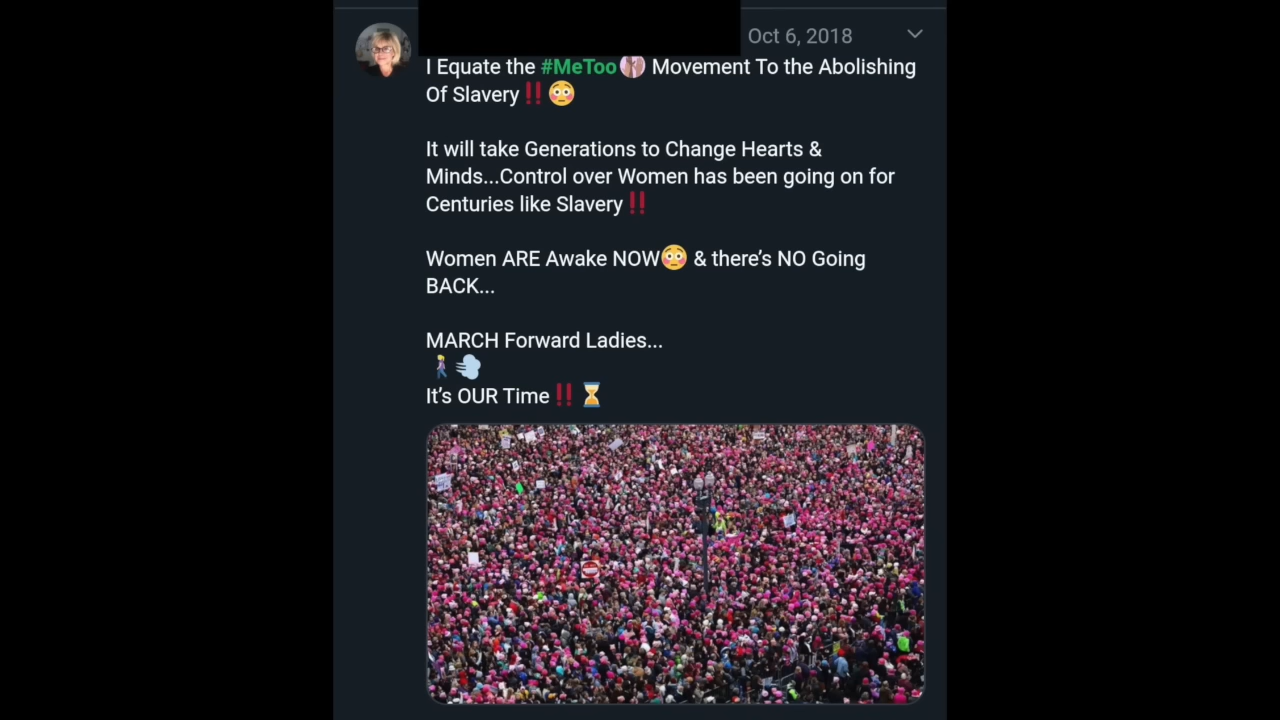 Oct 6, 2018
I Equate the #MeToo Movement To the Abolishing
Of Slavery‼️😳
It will take Generations to Change Hearts &
Minds...Control over Women has been going on for
Centuries like Slavery‼️
Women ARE Awake NOW😳 & there’s NO Going
BACK...
MARCH Forward Ladies...
🚶‍♀️💨
It’s OUR Time‼️⏳